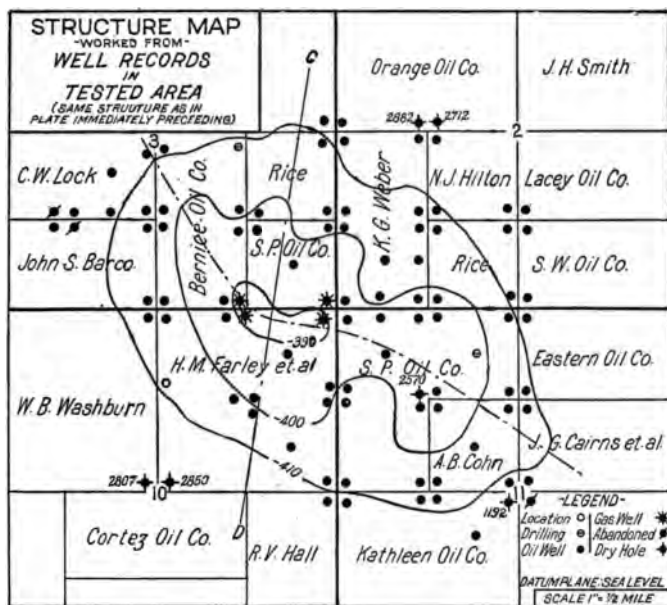 STRUCTURE MAP
-WORKED FROM-
WELL RECORDS
IN
TESTED AREA
(SAME STRUUTURE AS IN
PLATE IMMEDIATELY PRECEEDING)
C
Orange Oil Co.
J.H. Smith
2682
2712
3
2
C.W. Lock
Bernice Oil Co.
Rice
K.G. Weber
N.J. Hilton
Lacey Oil Co.
John S. Barco.
S.P. Oil Co.
Rice
S.W. Oil Co.
-390
H.M. Farley et.al
S.P. Oil Co.
Eastern Oil Co.
2570
W.B. Washburn
-400
-410
A.B. Cohn
J.G. Cairns et.al.
2807
2850
10
11
1192
D
Cortez Oil Co.
R.V. Hall
Kathleen Oil Co.
-LEGEND-
Location
Gas Well
Drilling
Abandoned
Oil Well
Dry Hole
DATUM PLANE: SEA LEVEL
SCALE 1"= 1/2 MILE